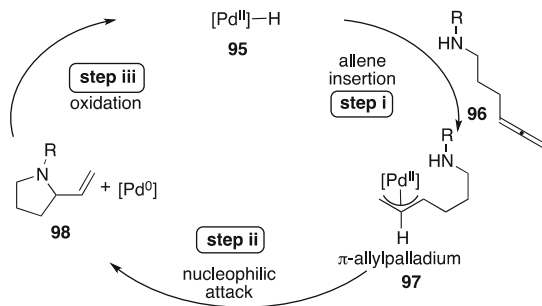 [Pd^II]—H
95
step iii
oxidation
allene
insertion
step i
R
HN
96
R
HN
[Pd^II]
H
π-allylpalladium
97
R
N
+ [Pd^0]
98
step ii
nucleophilic
attack